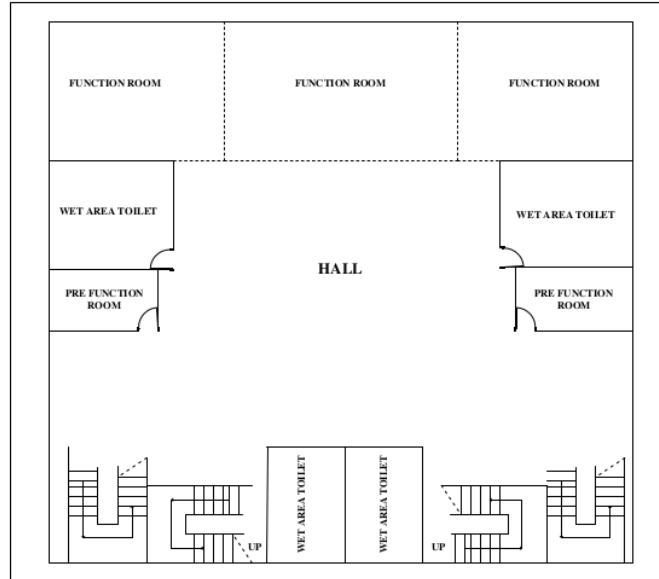 FUNCTION ROOM
FUNCTION ROOM
FUNCTION ROOM
WET AREA TOILET
WET AREA TOILET
HALL
PRE FUNCTION
ROOM
PRE FUNCTION
ROOM
WET AREA TOILET
WET AREA TOILET
UP
UP